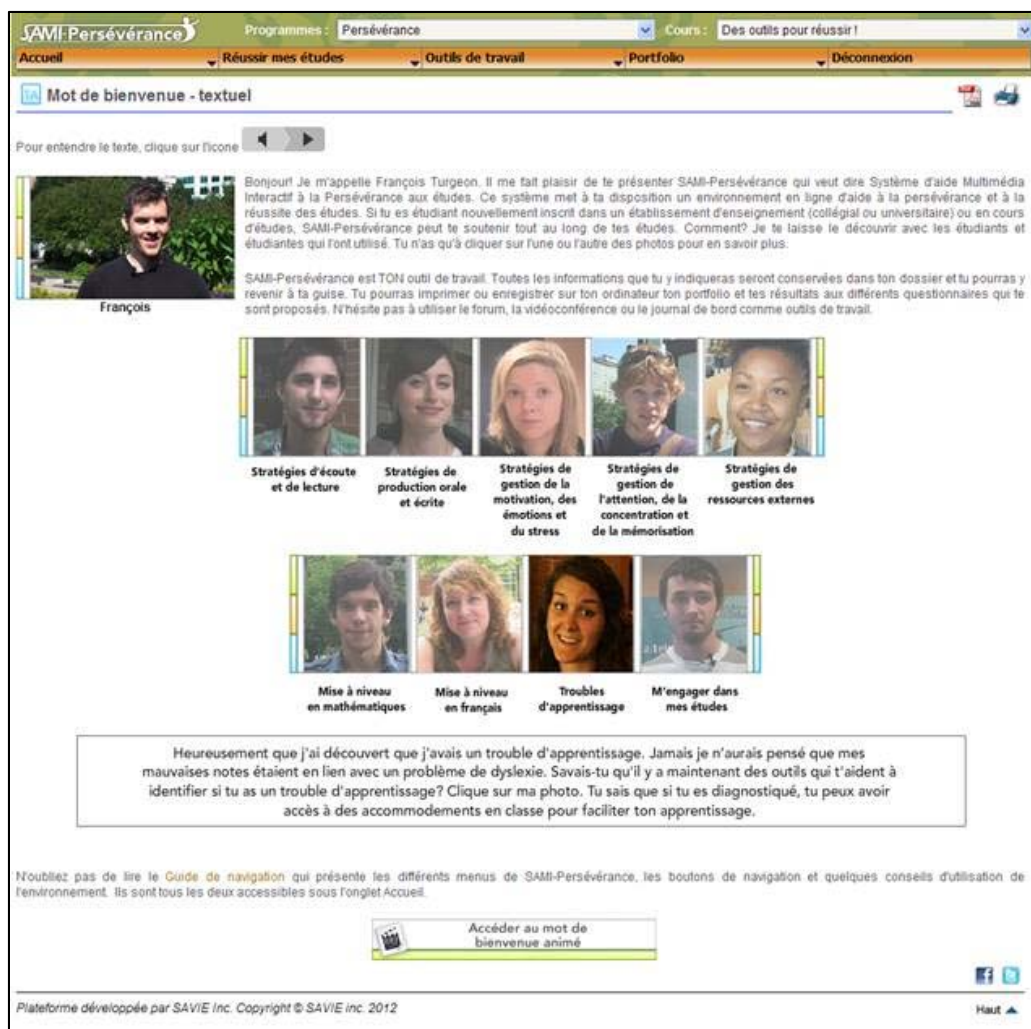 SAMI-Persévérance
Programmes : Persévérance Cours : Des outils pour réussir !
Accueil Réussir mes études Outils de travail Portfolio Déconnexion
Mot de bienvenue - textuel
Pour entendre le texte, clique sur l'icone
Bonjour! Je m'appelle François Turgeon. Il me fait plaisir de te présenter SAMI-Persévérance qui veut dire Système d'aide Multimédia
Interactif à la Persévérance aux études. Ce système met à ta disposition un environnement en ligne d'aide à la persévérance et à la
réussite des études. Si tu es étudiant nouvellement inscrit dans un établissement d'enseignement (collégial ou universitaire) ou en cours
d'études, SAMI-Persévérance peut te soutenir tout au long de tes études. Comment? Je te laisse le découvrir avec les étudiants et
étudiantes qui l'ont utilisé. Tu n'as qu'à cliquer sur l'une ou l'autre des photos pour en savoir plus.
SAMI-Persévérance est TON outil de travail. Toutes les informations que tu y indiqueras seront conservées dans ton dossier et tu pourras y
revenir à ta guise. Tu pourras imprimer ou enregistrer sur ton ordinateur ton portfolio et tes résultats aux différents questionnaires qui te
sont proposés. N'hésite pas à utiliser le forum, la vidéoconférence ou le journal de bord comme outils de travail.
François
Stratégies d'écoute
et de lecture
Stratégies de
production orale
et écrite
Stratégies de
gestion de la
motivation, des
émotions et
du stress
Stratégies de
gestion de
l'attention, de la
concentration et
de la mémorisation
Stratégies de
gestion des
ressources externes
Mise à niveau
en mathématiques
Mise à niveau
en français
Troubles
d'apprentissage
M'engager dans
mes études
Heureusement que j'ai découvert que j'avais un trouble d'apprentissage. Jamais je n'aurais pensé que mes
mauvaises notes étaient en lien avec un problème de dyslexie. Savais-tu qu'il y a maintenant des outils qui t'aident à
identifier si tu as un trouble d'apprentissage? Clique sur ma photo. Tu sais que si tu es diagnostiqué, tu peux avoir
accès à des accommodements en classe pour faciliter ton apprentissage.
N'oubliez pas de lire le Guide de navigation qui présente les différents menus de SAMI-Persévérance, les boutons de navigation et quelques conseils d'utilisation de
l'environnement. Ils sont tous les deux accessibles sous l'onglet Accueil.
Accéder au mot de
bienvenue animé
Plateforme développée par SAVIE Inc. Copyright © SAVIE inc. 2012
Haut